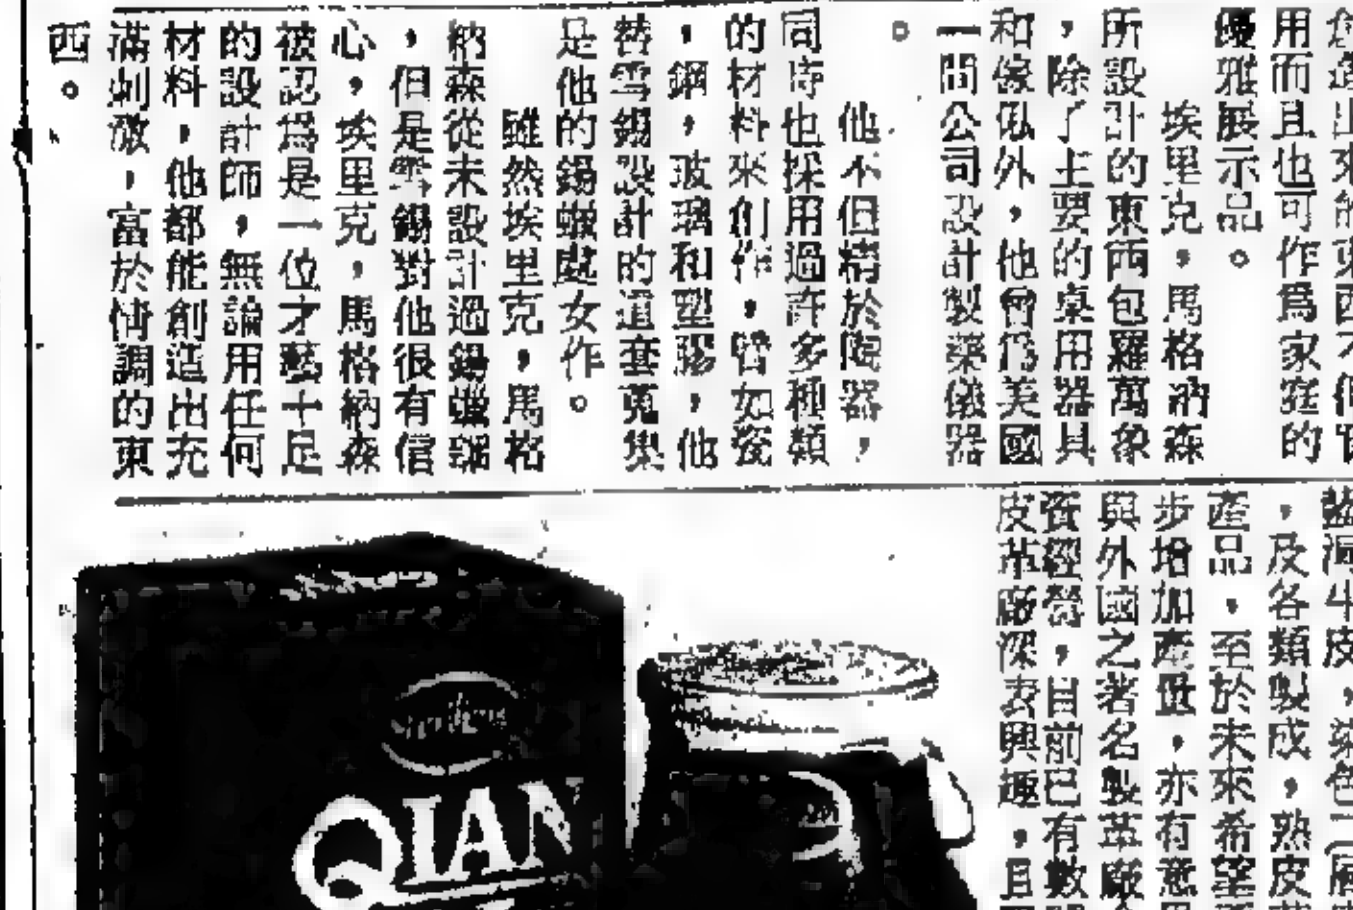 用而且也可作爲家庭的
優雅展示品。
埃里克，馬格納森
所設計的東西包羅萬象
，除了主要的桌用器具
和傢俬外，他曾爲美國
一間公司設計製藥儀器
。
他不但精於陶器，
同時也採用過許多種類
的材料來創作，譬如瓷
，鋼，玻璃和塑膠，他
替雪錫設計的這套蒐集
是他的錫鑞處女作。
雖然埃里克，馬格
納森從未設計過錫鑞器
，但是雪錫對他很有信
心，埃里克，馬格納森
被認爲是一位才藝十足
的設計師，無論用任何
材料，他都能創造出充
滿刺激，富於情調的東
西。
，及各類製成，熟皮
產品，至於未來希望
步增加產量，亦有意
與外國之著名製革廠
資經營，目前已有數
皮革廠深表興趣，且
QIAN